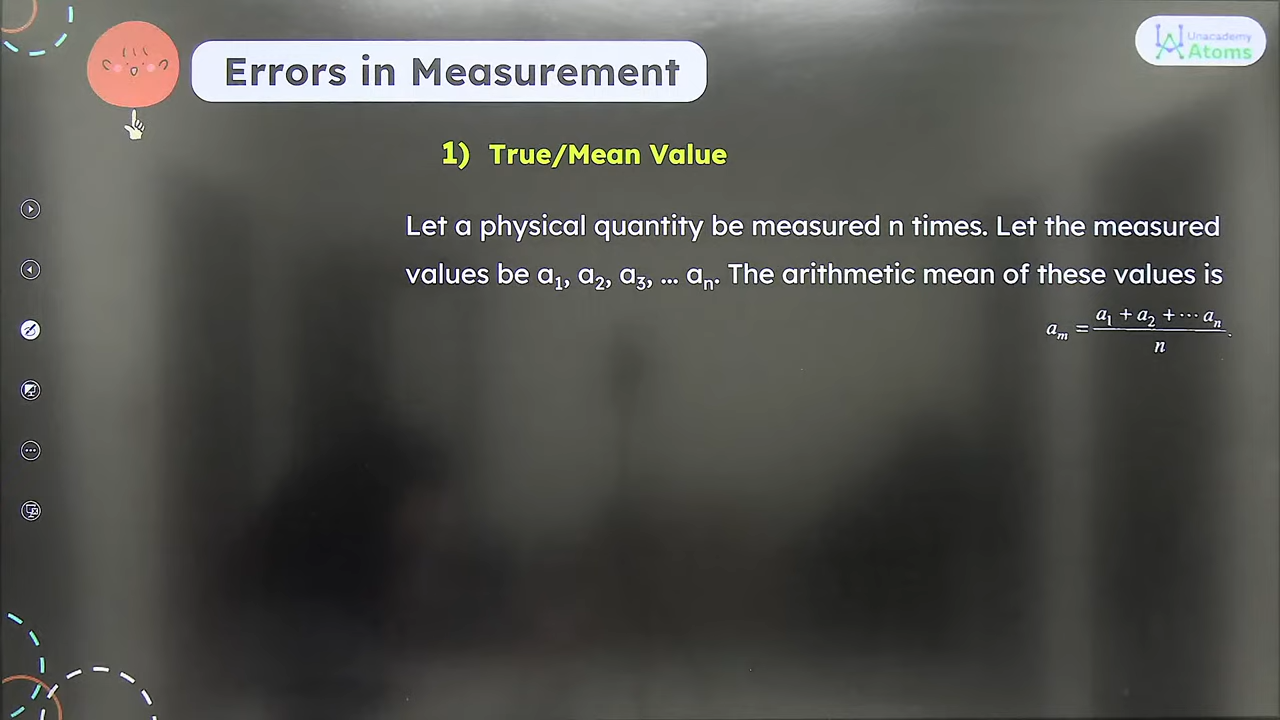 Errors in Measurement
Unacademy
Atoms
1) True/Mean Value
Let a physical quantity be measured n times. Let the measured
values be a₁, a₂, a₃, ... aₙ. The arithmetic mean of these values is
aₘ = (a₁ + a₂ + ⋯ aₙ) / n.